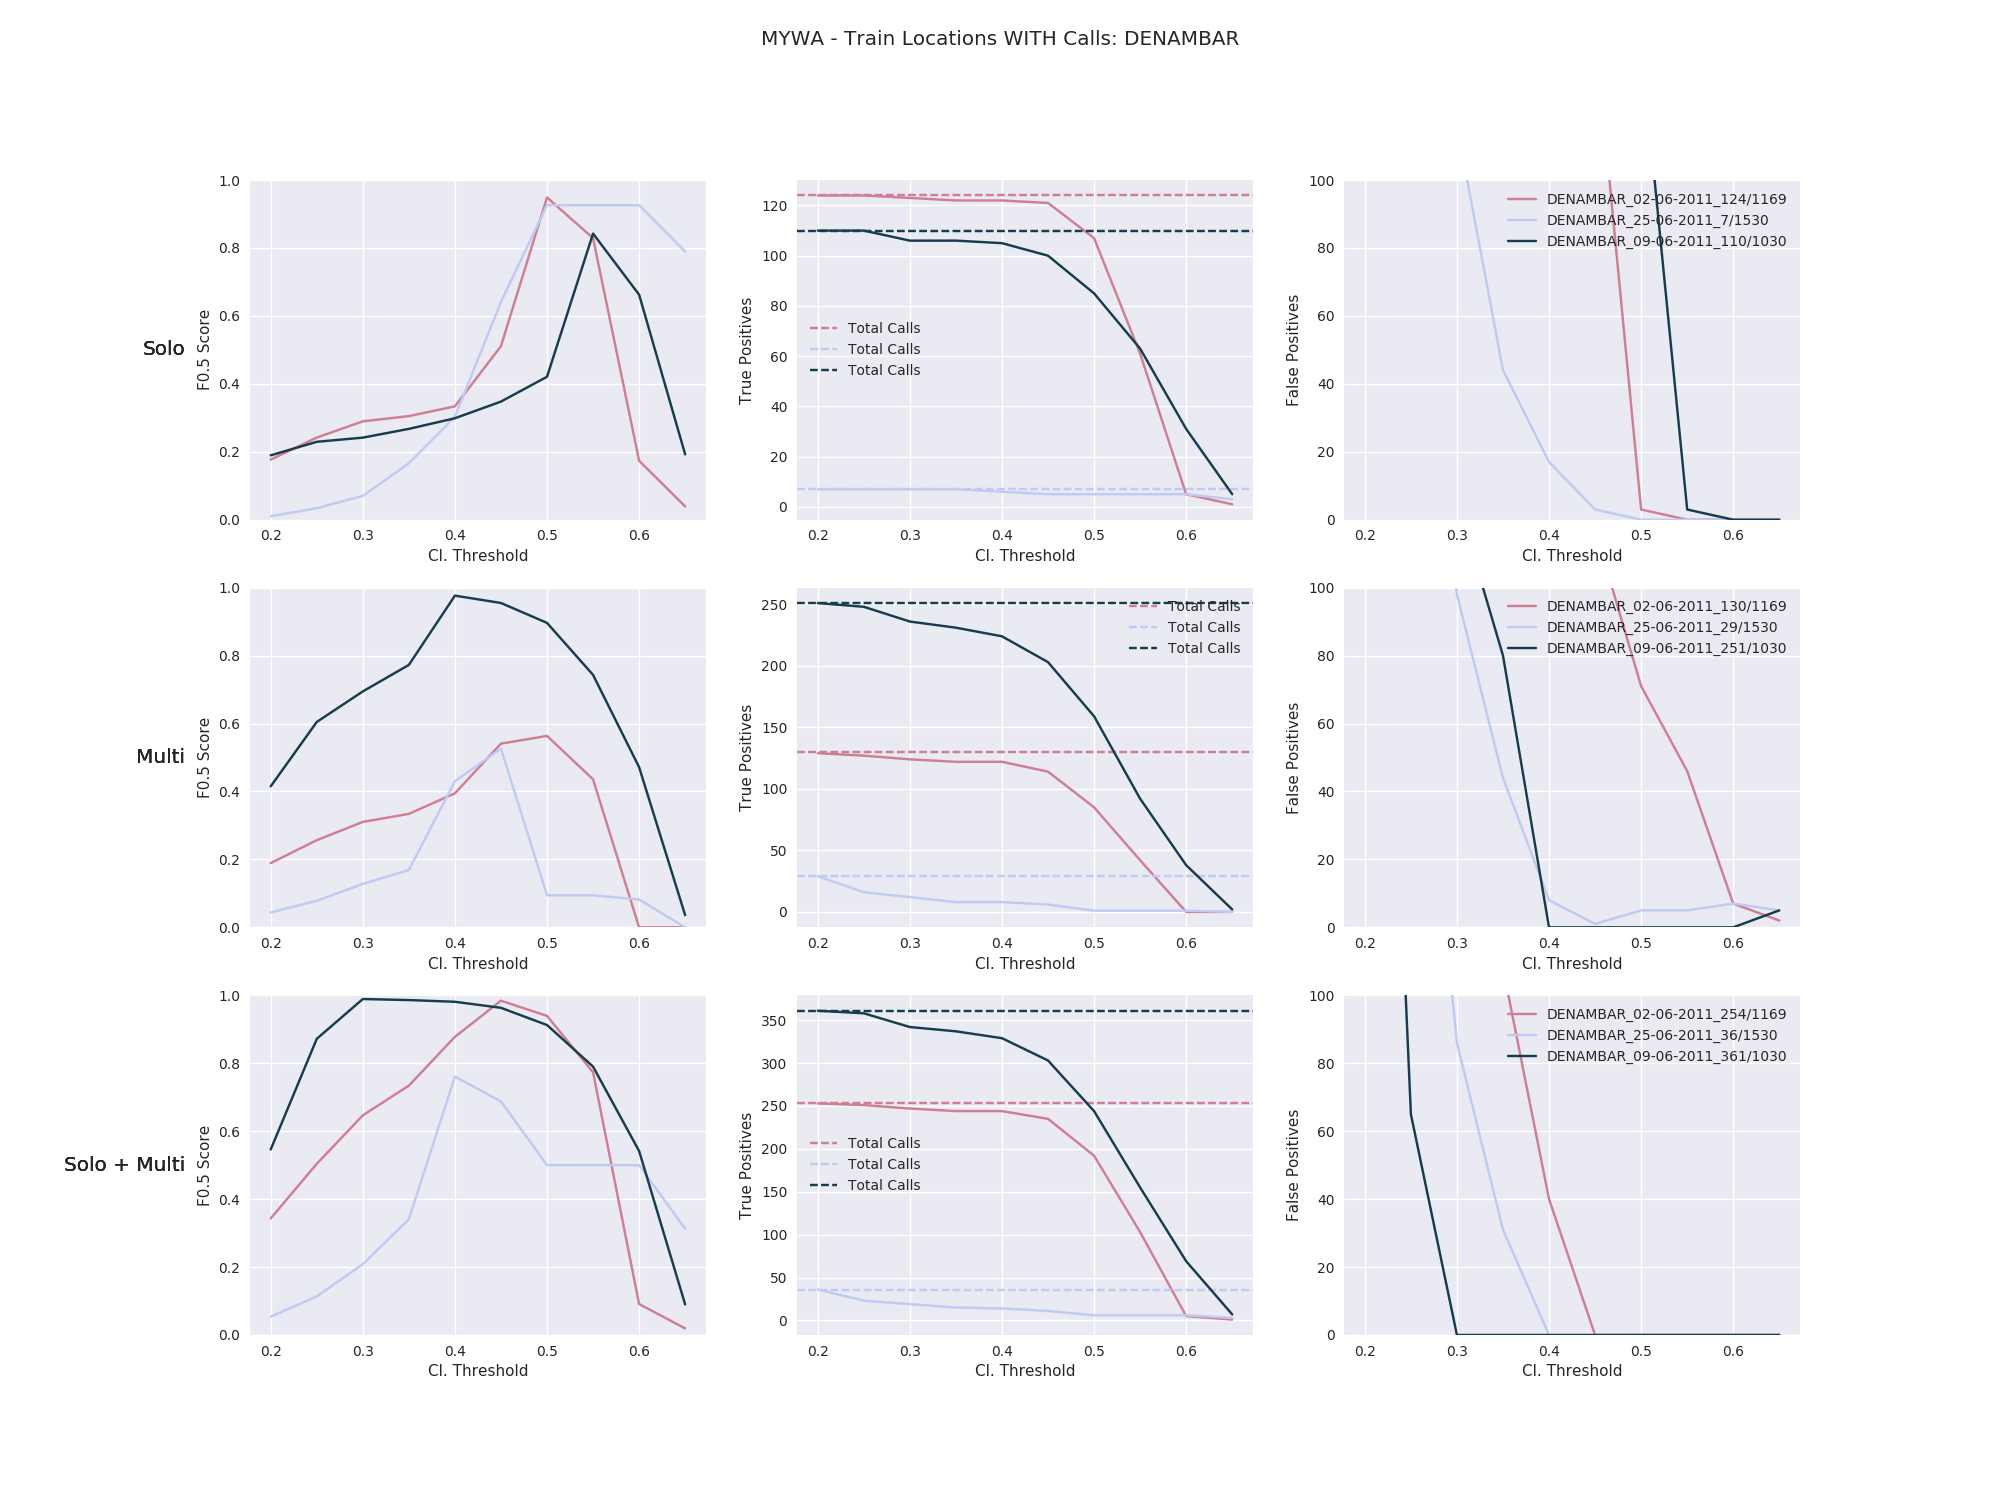 MYWA - Train Locations WITH Calls: DENAMBAR
Solo
F0.5 Score
1.0
0.8
0.6
0.4
0.2
0.0
0.2 0.3 0.4 0.5 0.6
Cl. Threshold
True Positives
120
100
80
60
40
20
0
Total Calls
Total Calls
Total Calls
0.2 0.3 0.4 0.5 0.6
Cl. Threshold
False Positives
100
80
60
40
20
0
DENAMBAR_02-06-2011_124/1169
DENAMBAR_25-06-2011_7/1530
DENAMBAR_09-06-2011_110/1030
0.2 0.3 0.4 0.5 0.6
Cl. Threshold
Multi
F0.5 Score
1.0
0.8
0.6
0.4
0.2
0.0
0.2 0.3 0.4 0.5 0.6
Cl. Threshold
True Positives
250
200
150
100
50
0
Total Calls
Total Calls
Total Calls
0.2 0.3 0.4 0.5 0.6
Cl. Threshold
False Positives
100
80
60
40
20
0
DENAMBAR_02-06-2011_130/1169
DENAMBAR_25-06-2011_29/1530
DENAMBAR_09-06-2011_251/1030
0.2 0.3 0.4 0.5 0.6
Cl. Threshold
Solo + Multi
F0.5 Score
1.0
0.8
0.6
0.4
0.2
0.0
0.2 0.3 0.4 0.5 0.6
Cl. Threshold
True Positives
350
300
250
200
150
100
50
0
Total Calls
Total Calls
Total Calls
0.2 0.3 0.4 0.5 0.6
Cl. Threshold
False Positives
100
80
60
40
20
0
DENAMBAR_02-06-2011_254/1169
DENAMBAR_25-06-2011_36/1530
DENAMBAR_09-06-2011_361/1030
0.2 0.3 0.4 0.5 0.6
Cl. Threshold